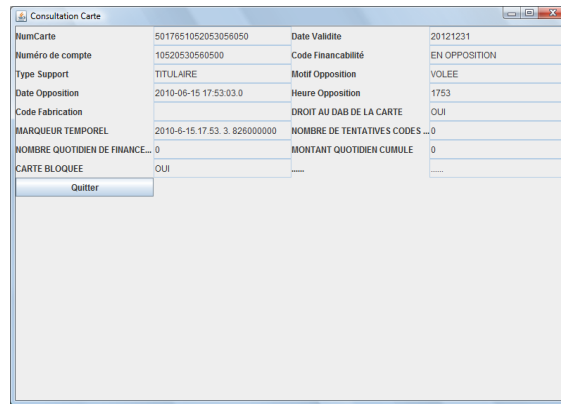 Consultation Carte
NumCarte 5017651052053056050 Date Validite 20121231
Numéro de compte 10520530560500 Code Financabilité EN OPPOSITION
Type Support TITULAIRE Motif Opposition VOLEE
Date Opposition 2010-06-15 17:53:03.0 Heure Opposition 1753
Code Fabrication DROIT AU DAB DE LA CARTE OUI
MARQUEUR TEMPOREL 2010-6-15.17.53. 3. 826000000 NOMBRE DE TENTATIVES CODES ... 0
NOMBRE QUOTIDIEN DE FINANCE... 0 MONTANT QUOTIDIEN CUMULE 0
CARTE BLOQUEE OUI ...... ......
Quitter